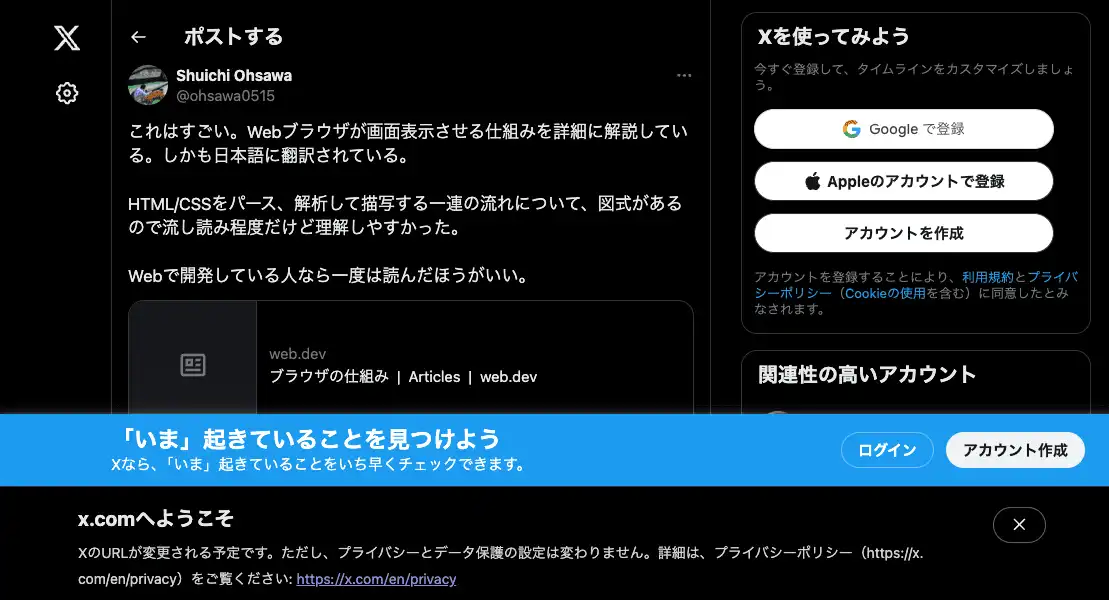 ポストする
Shuichi Ohsawa
@ohsawa0515
これはすごい。Webブラウザが画面表示させる仕組みを詳細に解説してい
る。しかも日本語に翻訳されている。
HTML/CSSをパース、解析して描写する一連の流れについて、図式がある
ので流し読み程度だけど理解しやすかった。
Webで開発している人なら一度は読んだほうがいい。
web.dev
ブラウザの仕組み | Articles | web.dev
Xを使ってみよう
今すぐ登録して、タイムラインをカスタマイズしましょ
う。
Google で登録
Appleのアカウントで登録
アカウントを作成
アカウントを登録することにより、利用規約とプライバ
シーポリシー（Cookieの使用を含む）に同意したとみ
なされます。
関連性の高いアカウント
「いま」起きていることを見つけよう
Xなら、「いま」起きていることをいち早くチェックできます。
ログイン
アカウント作成
x.comへようこそ
XのURLが変更される予定です。ただし、プライバシーとデータ保護の設定は変わりません。詳細は、プライバシーポリシー（https://x.
com/en/privacy）をご覧ください: https://x.com/en/privacy